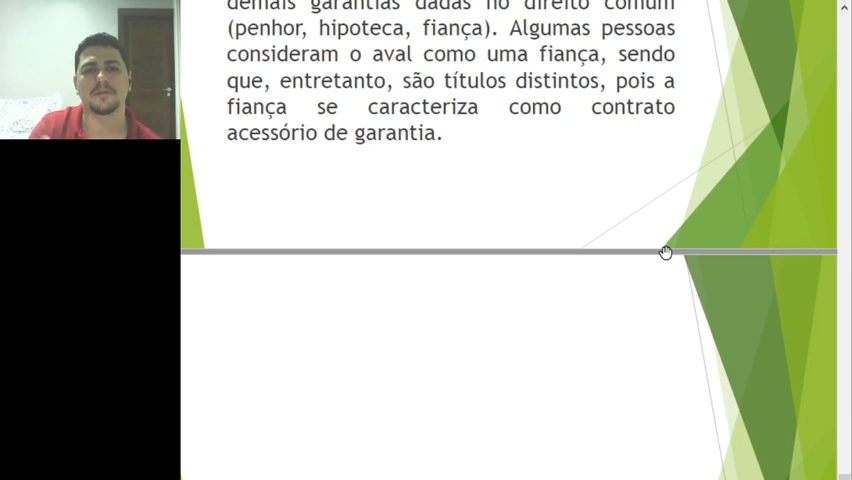 demais garantias dadas no direito comum
(penhor, hipoteca, fiança). Algumas pessoas
consideram o aval como uma fiança, sendo
que, entretanto, são títulos distintos, pois a
fiança se caracteriza como contrato
acessório de garantia.